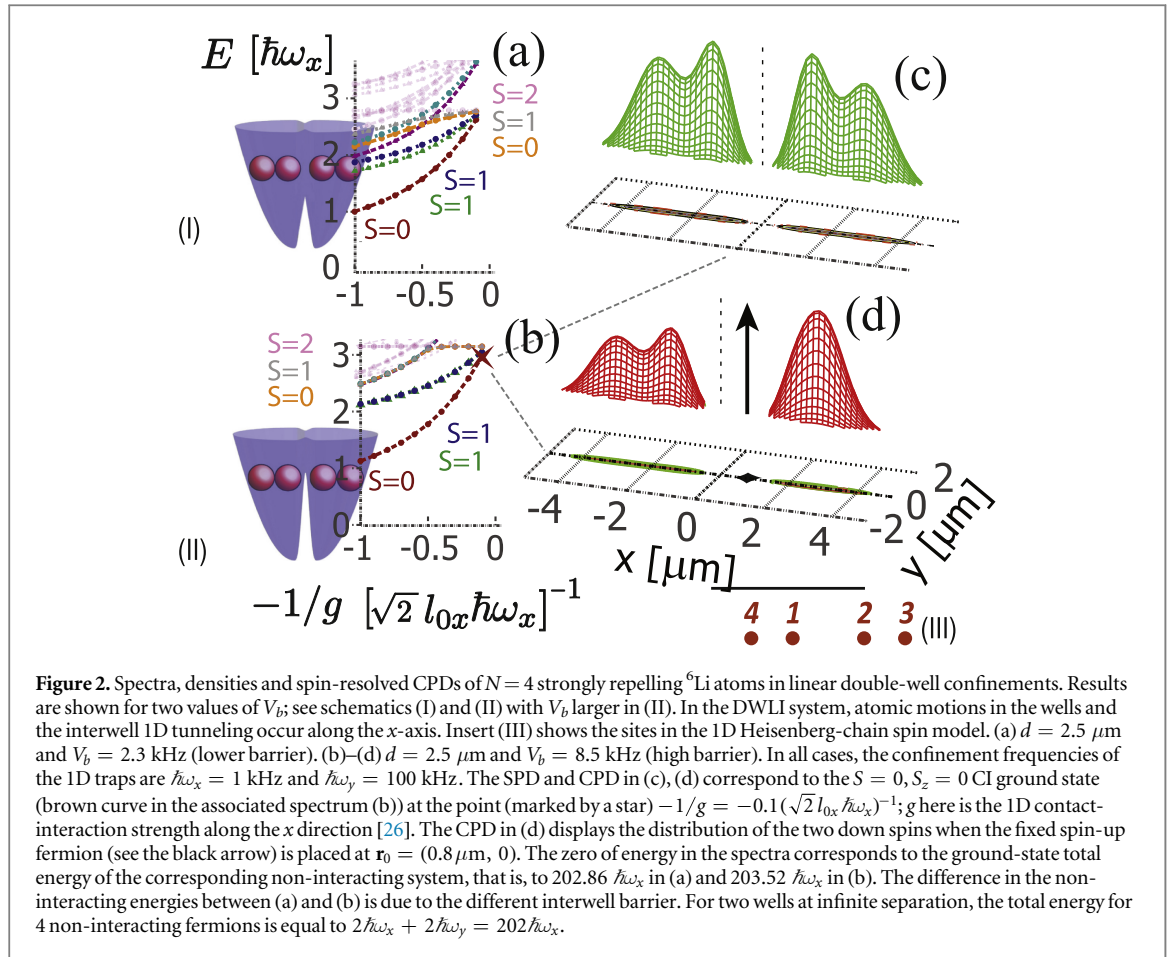 E [ħωₓ]
(a)
3
2
1
0
S=2
S=1
S=0
S=1
S=1
S=0
(I)
-1 -0.5 0
(c)
(b)
S=2
S=1
S=0
3
2
1
0
S=1
S=1
S=0
(II)
-1 -0.5 0
−1/g [√2 l₀ₓħωₓ]⁻¹
(d)
-4 -2 0 2 4
x [μm]
-2 0 2
y [μm]
4 1 2 3
(III)
Figure 2. Spectra, densities and spin-resolved CPDs of N = 4 strongly repelling ⁶Li atoms in linear double-well confinements. Results
are shown for two values of V_b; see schematics (I) and (II) with V_b larger in (II). In the DWLI system, atomic motions in the wells and
the interwell 1D tunneling occur along the x-axis. Insert (III) shows the sites in the 1D Heisenberg-chain spin model. (a) d = 2.5 μm
and V_b = 2.3 kHz (lower barrier). (b)–(d) d = 2.5 μm and V_b = 8.5 kHz (high barrier). In all cases, the confinement frequencies of
the 1D traps are ħωₓ = 1 kHz and ħω_y = 100 kHz. The SPD and CPD in (c), (d) correspond to the S = 0, S_z = 0 CI ground state
(brown curve in the associated spectrum (b)) at the point (marked by a star) −1/g = −0.1(√2 l₀ₓħωₓ)⁻¹; g here is the 1D contact-
interaction strength along the x direction [26]. The CPD in (d) displays the distribution of the two down spins when the fixed spin-up
fermion (see the black arrow) is placed at r₀ = (0.8 μm, 0). The zero of energy in the spectra corresponds to the ground-state total
energy of the corresponding non-interacting system, that is, to 202.86 ħωₓ in (a) and 203.52 ħωₓ in (b). The difference in the non-
interacting energies between (a) and (b) is due to the different interwell barrier. For two wells at infinite separation, the total energy for
4 non-interacting fermions is equal to 2ħωₓ + 2ħω_y = 202ħωₓ.